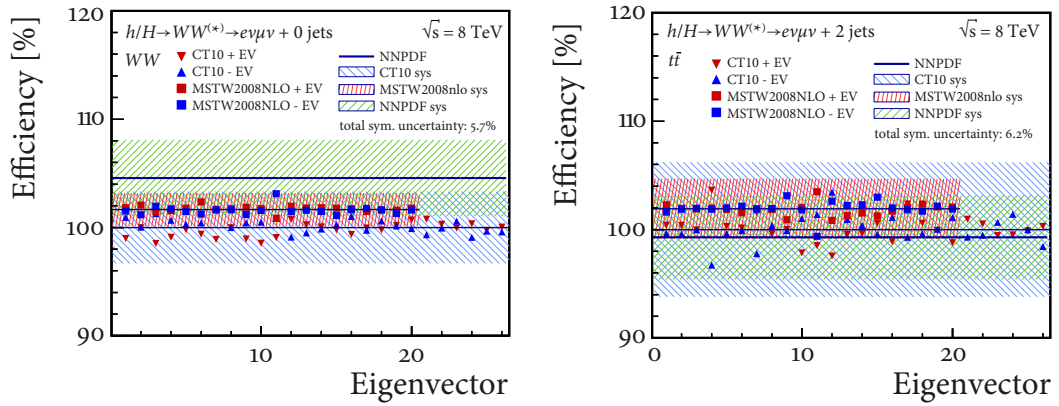 120
h/H→WW(*)→eνμν + 0 jets √s = 8 TeV
WW
CT10 + EV
CT10 - EV
MSTW2008NLO + EV
MSTW2008NLO - EV
NNPDF
CT10 sys
MSTW2008nlo sys
NNPDF sys
total sym. uncertainty: 5.7%
110
100
90
10
20
Efficiency [%]
Eigenvector
120
h/H→WW(*)→eνμν + 2 jets √s = 8 TeV
tt̄
CT10 + EV
CT10 - EV
MSTW2008NLO + EV
MSTW2008NLO - EV
NNPDF
CT10 sys
MSTW2008nlo sys
NNPDF sys
total sym. uncertainty: 6.2%
110
100
90
0
10
20
Efficiency [%]
Eigenvector